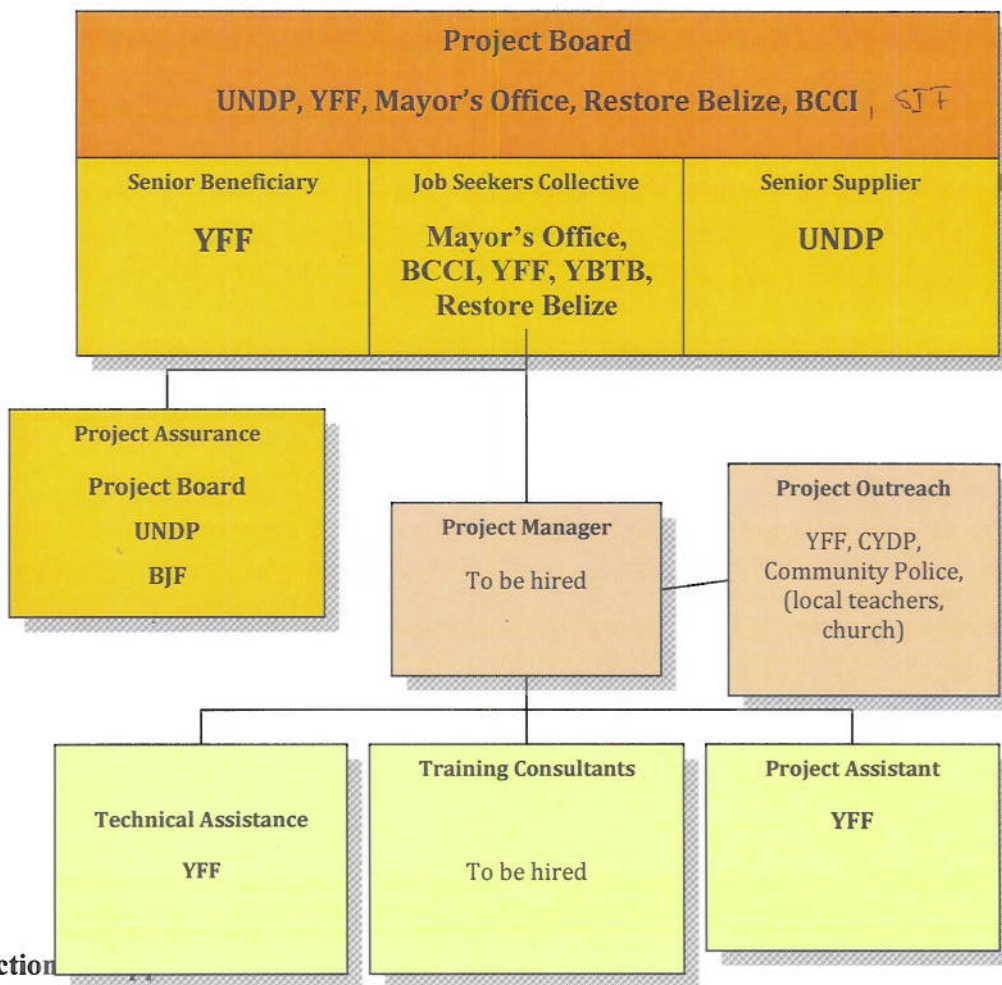 Project Board
UNDP, YFF, Mayor's Office, Restore Belize, BCCI, SIF
Senior Beneficiary
YFF
Job Seekers Collective
Mayor's Office,
BCCI, YFF, YBTB,
Restore Belize
Senior Supplier
UNDP
Project Assurance
Project Board
UNDP
BJF
Project Manager
To be hired
Project Outreach
YFF, CYDP,
Community Police,
(local teachers,
church)
Technical Assistance
YFF
Training Consultants
To be hired
Project Assistant
YFF